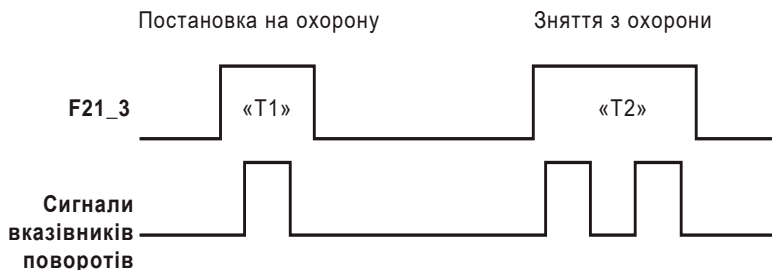 Постановка на охорону
Зняття з охорони
F21_3
«T1»
«T2»
Сигнали
вказівників
поворотів